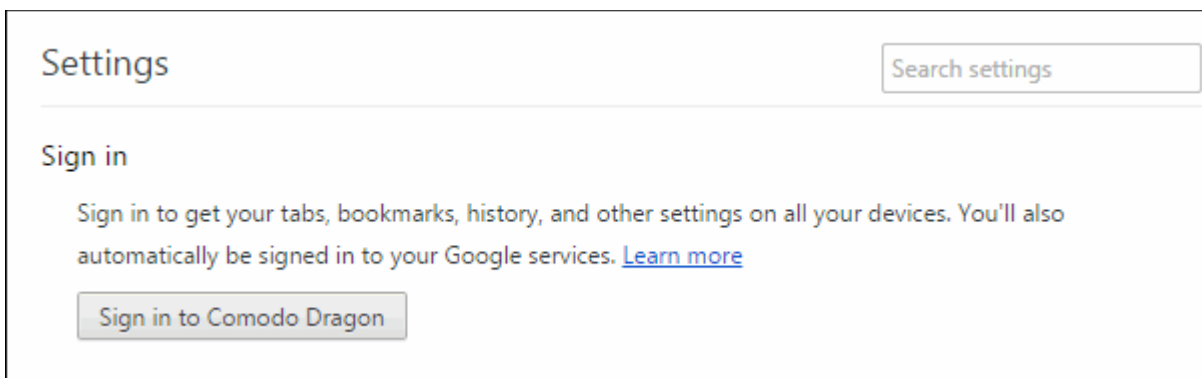 Settings
Search settings
Sign in
Sign in to get your tabs, bookmarks, history, and other settings on all your devices. You'll also
automatically be signed in to your Google services. Learn more
Sign in to Comodo Dragon